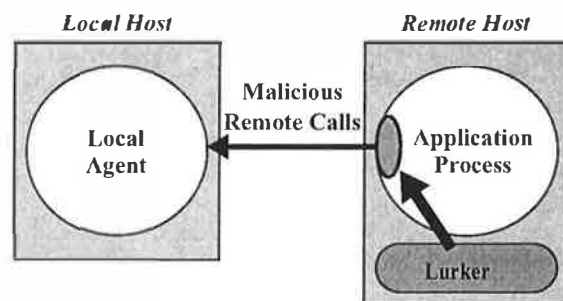 Local Host
Remote Host
Malicious
Remote Calls
Local
Agent
Application
Process
Lurker